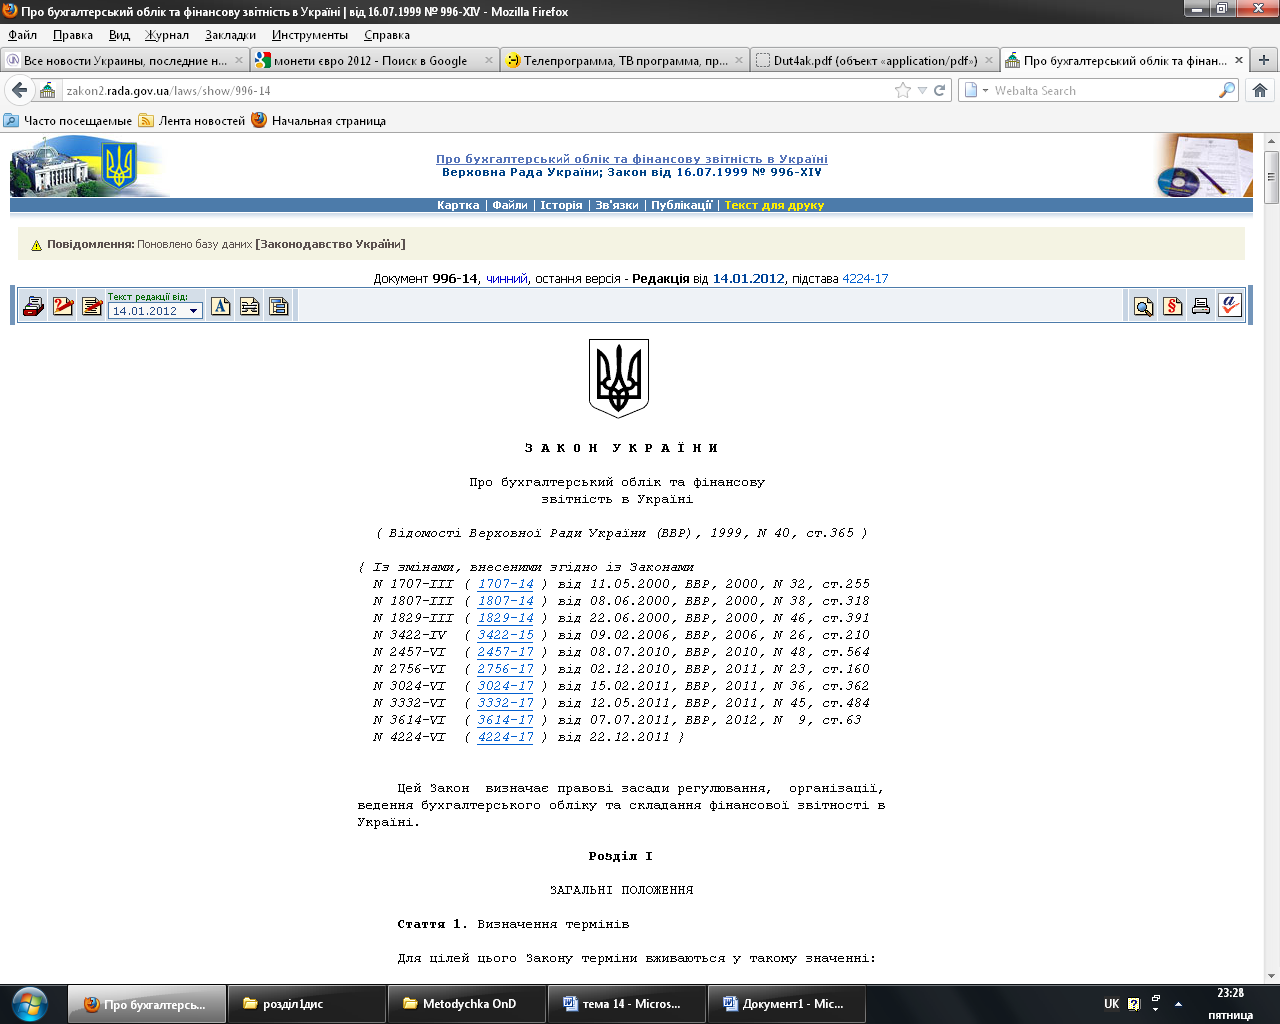 Про бухгалтерський облік та фінансову звітність в Україні | від 16.07.1999 № 996-XIV - Mozilla Firefox
Файл Правка Вид Журнал Закладки Инструменты Справка
Все новости Украины, последние н... монети євро 2012 - Поиск в Google Телепрограмма, ТВ программа, пр... Dut4ak.pdf (объект «application/pdf») Про бухгалтерський облік та фінан...
zakon2.rada.gov.ua/laws/show/996-14 Webalta Search
Часто посещаемые Лента новостей Начальная страница
Про бухгалтерський облік та фінансову звітність в Україні
Верховна Рада України; Закон від 16.07.1999 № 996-XIV
Картка | Файли | Історія | Зв'язки | Публікації | Текст для друку
Повідомлення: Поновлено базу даних [Законодавство України]
Документ 996-14, чинний, остання версія - Редакція від 14.01.2012, підстава 4224-17
Текст редакції від:
14.01.2012
З А К О Н У К Р А Ї Н И
Про бухгалтерський облік та фінансову
звітність в Україні
( Відомості Верховної Ради України (ВВР), 1999, N 40, ст.365 )
{ Із змінами, внесеними згідно із Законами
N 1707-III ( 1707-14 ) від 11.05.2000, ВВР, 2000, N 32, ст.255
N 1807-III ( 1807-14 ) від 08.06.2000, ВВР, 2000, N 38, ст.318
N 1829-III ( 1829-14 ) від 22.06.2000, ВВР, 2000, N 46, ст.391
N 3422-IV ( 3422-15 ) від 09.02.2006, ВВР, 2006, N 26, ст.210
N 2457-VI ( 2457-17 ) від 08.07.2010, ВВР, 2010, N 48, ст.564
N 2756-VI ( 2756-17 ) від 02.12.2010, ВВР, 2011, N 23, ст.160
N 3024-VI ( 3024-17 ) від 15.02.2011, ВВР, 2011, N 36, ст.362
N 3332-VI ( 3332-17 ) від 12.05.2011, ВВР, 2011, N 45, ст.484
N 3614-VI ( 3614-17 ) від 07.07.2011, ВВР, 2012, N 9, ст.63
N 4224-VI ( 4224-17 ) від 22.12.2011 }
Цей Закон визначає правові засади регулювання, організації,
ведення бухгалтерського обліку та складання фінансової звітності в
Україні.
Розділ I
ЗАГАЛЬНІ ПОЛОЖЕННЯ
Стаття 1. Визначення термінів
Для цілей цього Закону терміни вживаються у такому значенні:
Про бухгалтерсь... розділ1дис Metodychka OnD тема 14 - Micros... Документ1 - Mic... UK 23:28
пятница